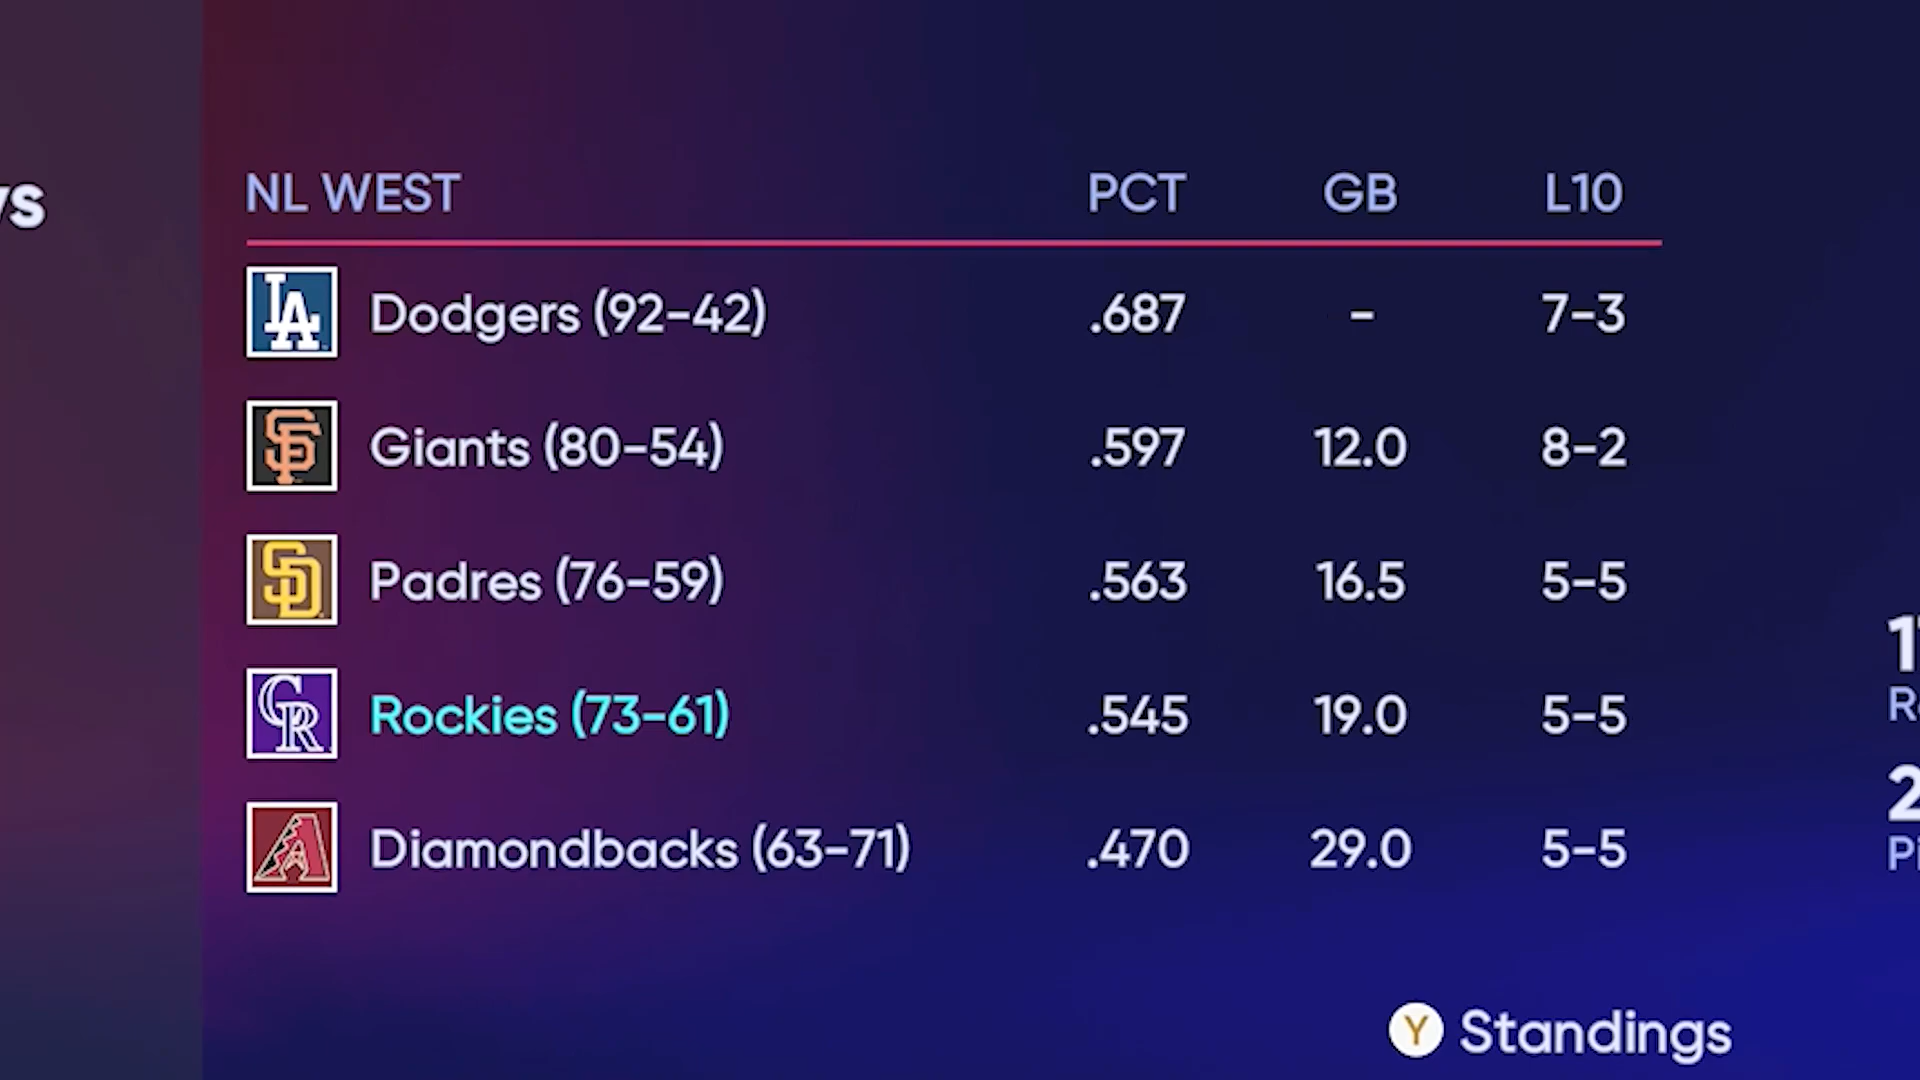 NL WEST PCT GB L10
Dodgers (92-42) .687 - 7-3
Giants (80-54) .597 12.0 8-2
Padres (76-59) .563 16.5 5-5
Rockies (73-61) .545 19.0 5-5
Diamondbacks (63-71) .470 29.0 5-5
Y Standings